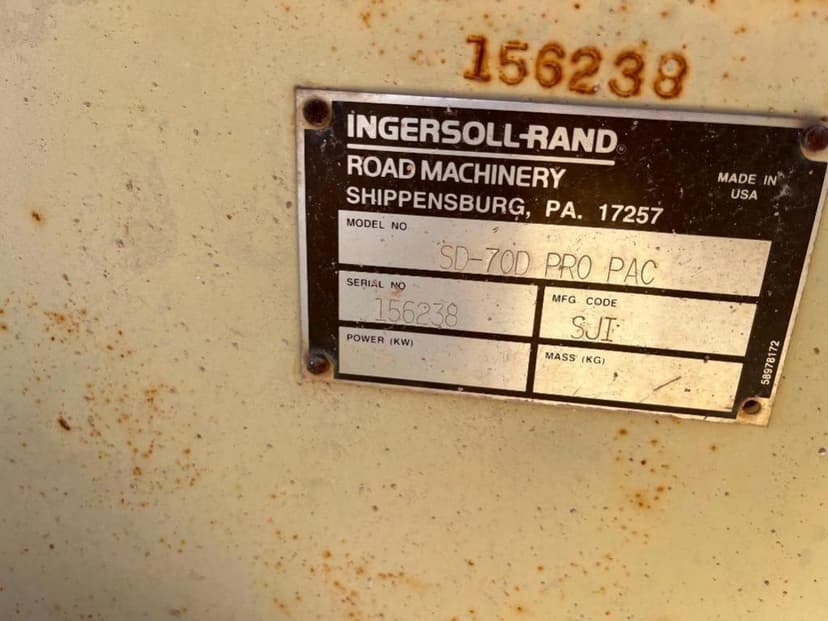 156238
INGERSOLL-RAND®
ROAD MACHINERY
SHIPPENSBURG, PA. 17257
MADE IN
USA
MODEL NO
SD-70D PRO PAC
SERIAL NO
156238
MFG CODE
SJI
POWER (KW)
MASS (KG)
58978172